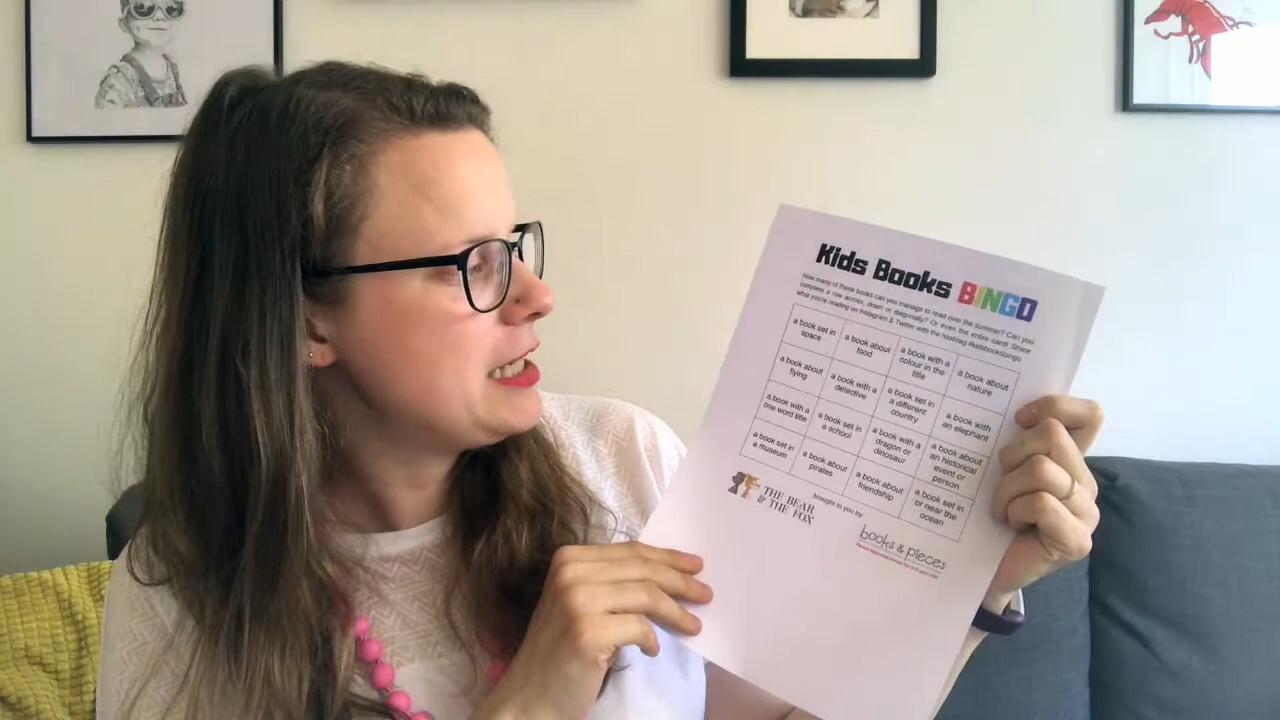 Kids Books BINGO
How many of these books can you manage to read over the summer? Can you
complete a row across, down or diagonally? Or even the entire card! Share
what you're reading on Instagram & Twitter with the hashtag #kidsbooksbingo
a book set in
space
a book about
food
a book with a
colour in the
title
a book about
nature
a book about
flying
a book with a
detective
a book set in
a different
country
a book with
an elephant
a book with a
one word title
a book set in
a school
a book with a
dragon or
dinosaur
a book about
an historical
event or
person
a book set in
a museum
a book about
pirates
a book about
friendship
a book set in
or near the
ocean
brought to you by
THE BEAR
& THE FOX
books & pieces